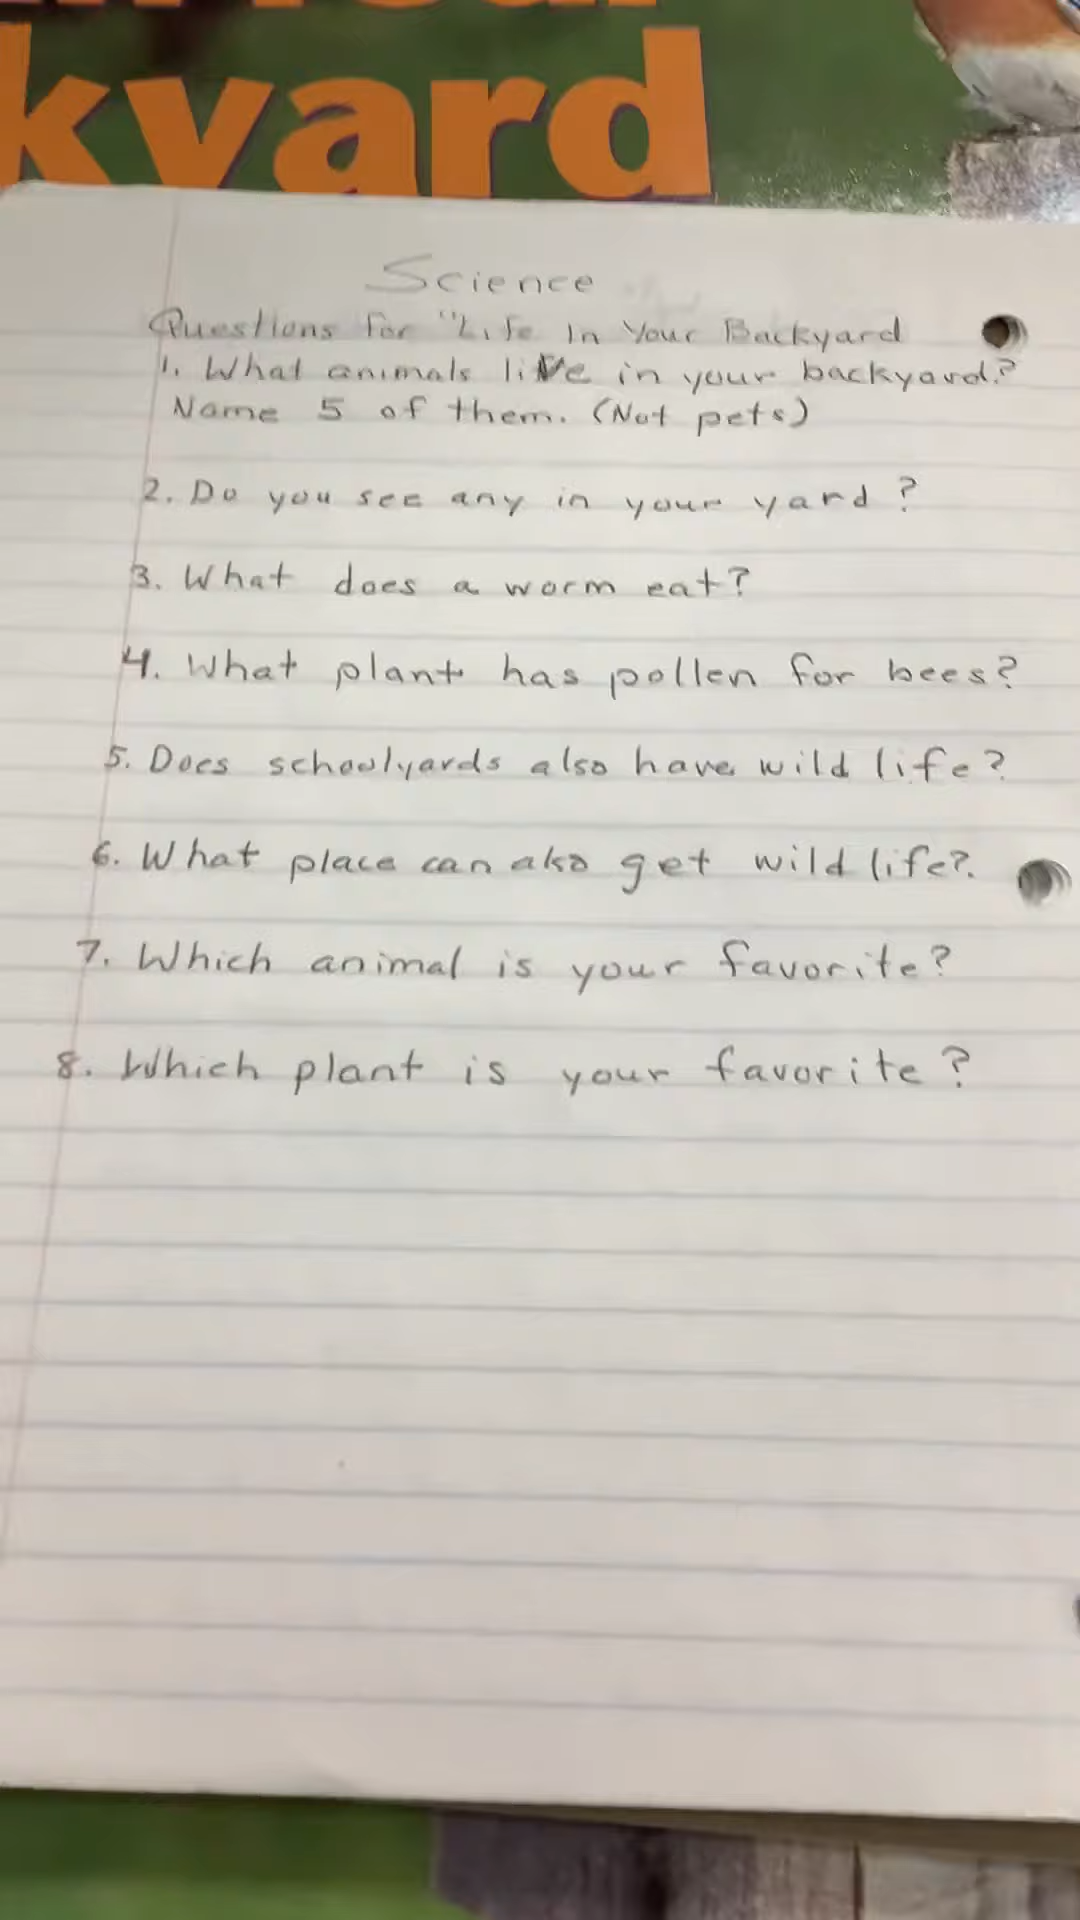 kyard
Science
Questions for "Life In Your Backyard
1. What animals live in your backyard?
Name 5 of them. (Not pets)
2. Do you see any in your yard?
3. What does a worm eat?
4. What plant has pollen for bees?
5. Does schoolyards also have wild life?
6. What place can also get wild life?.
7. Which animal is your favorite?
8. Which plant is your favorite?